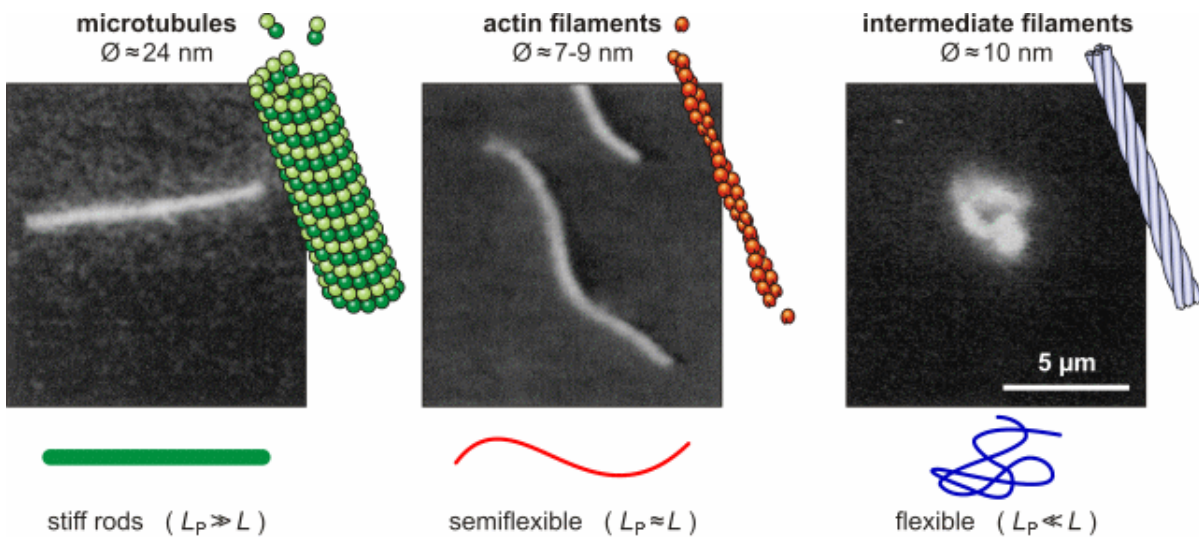 microtubules
Ø ≈ 24 nm
actin filaments
Ø ≈ 7-9 nm
intermediate filaments
Ø ≈ 10 nm
5 µm
stiff rods ( LP ≫ L )
semiflexible ( LP ≈ L )
flexible ( LP ≪ L )